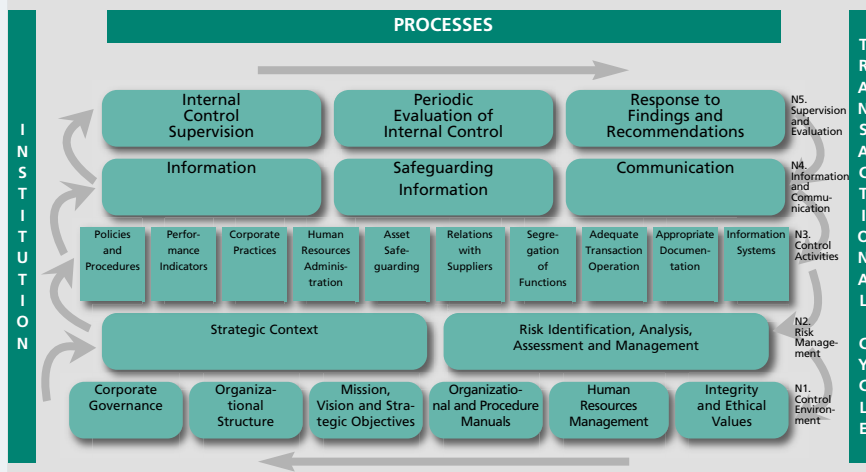 PROCESSES
INSTITUTION
Internal
Control
Supervision
Periodic
Evaluation of
Internal Control
Response to
Findings and
Recommendations
N5.
Supervision
and
Evaluation
Information
Safeguarding
Information
Communication
N4.
Information
and
Commu-
nication
Policies
and
Procedures
Perfor-
mance
Indicators
Corporate
Practices
Human
Resources
Adminis-
tration
Asset
Safe-
guarding
Relations
with
Suppliers
Segre-
gation
of
Functions
Adequate
Transaction
Operation
Appropriate
Documen-
tation
Information
Systems
N3.
Control
Activities
Strategic Context
Risk Identification, Analysis,
Assessment and Management
N2.
Risk
Manage-
ment
Corporate
Governance
Organiza-
tional
Structure
Mission,
Vision and Stra-
tegic Objectives
Organizatio-
nal and Procedure
Manuals
Human
Resources
Management
Integrity
and Ethical
Values
N1.
Control
Environ-
ment
TRANSACTIONAL CYCLE